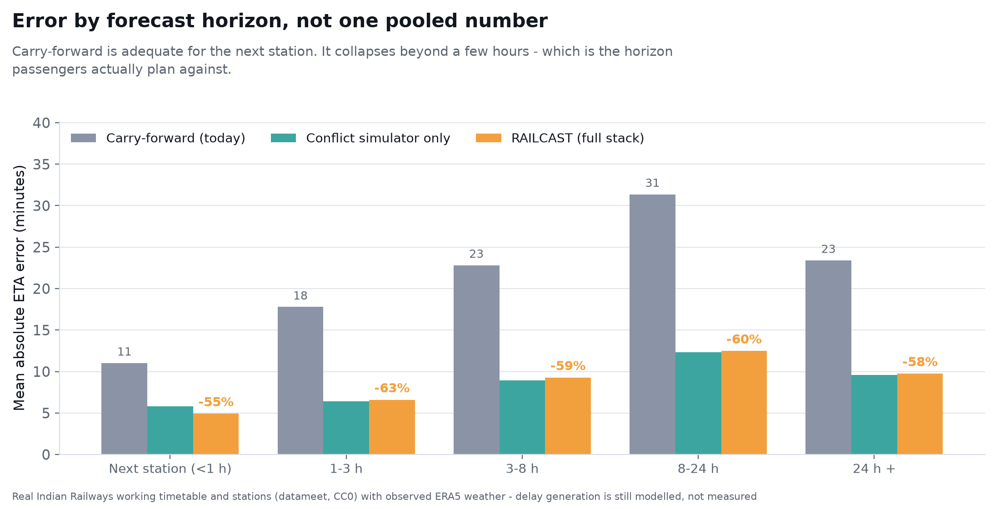 Error by forecast horizon, not one pooled number
Carry-forward is adequate for the next station. It collapses beyond a few hours - which is the horizon
passengers actually plan against.
Mean absolute ETA error (minutes)
40
35
30
25
20
15
10
5
0
Carry-forward (today)
Conflict simulator only
RAILCAST (full stack)
11
-55%
18
-63%
23
-59%
31
-60%
23
-58%
Next station (<1 h)
1-3 h
3-8 h
8-24 h
24 h +
Real Indian Railways working timetable and stations (datameet, CC0) with observed ERA5 weather - delay generation is still modelled, not measured